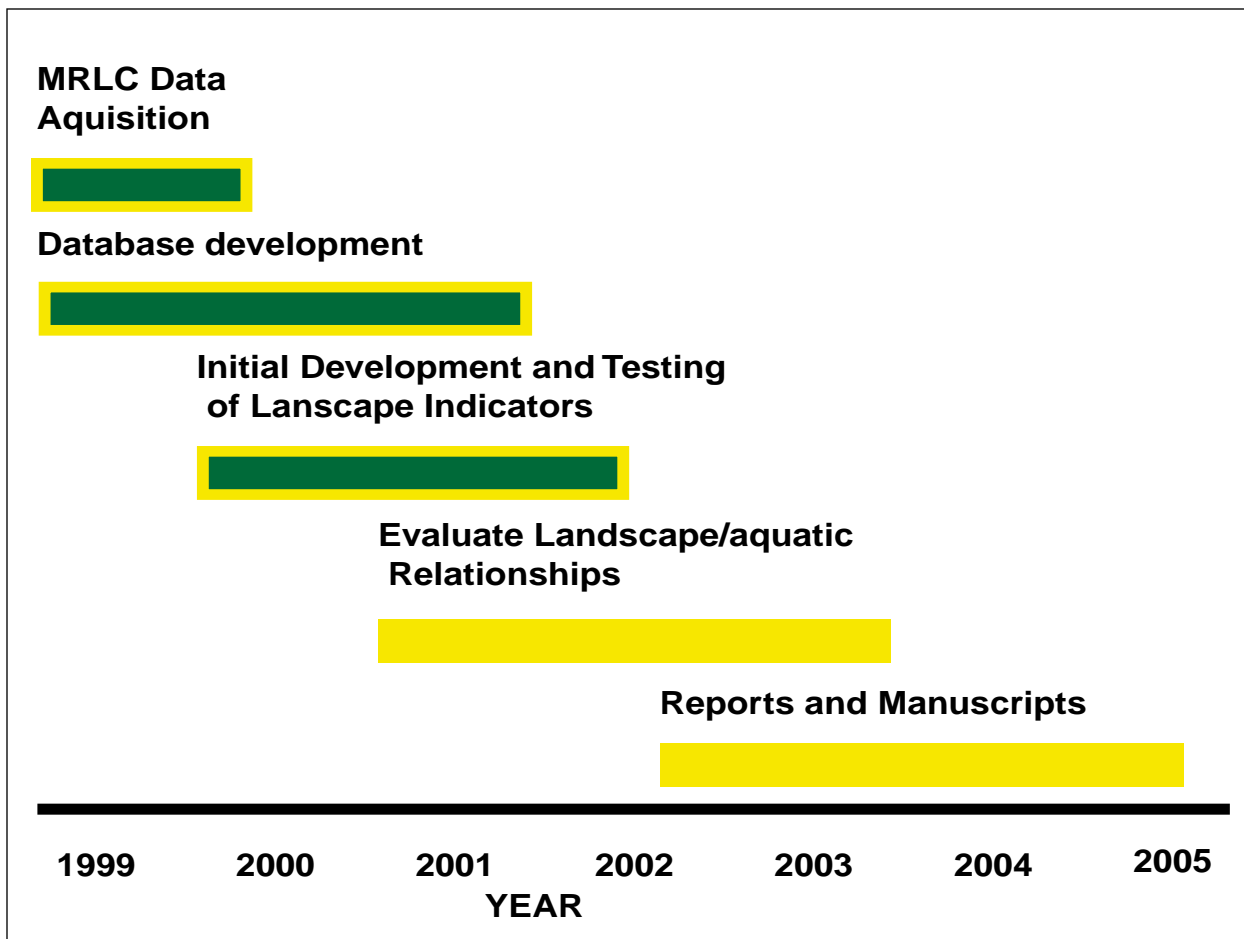 MRLC Data
Aquisition
Database development
Initial Development and Testing
of Lanscape Indicators
Evaluate Landscape/aquatic
Relationships
Reports and Manuscripts
1999 2000 2001 2002 2003 2004 2005
YEAR